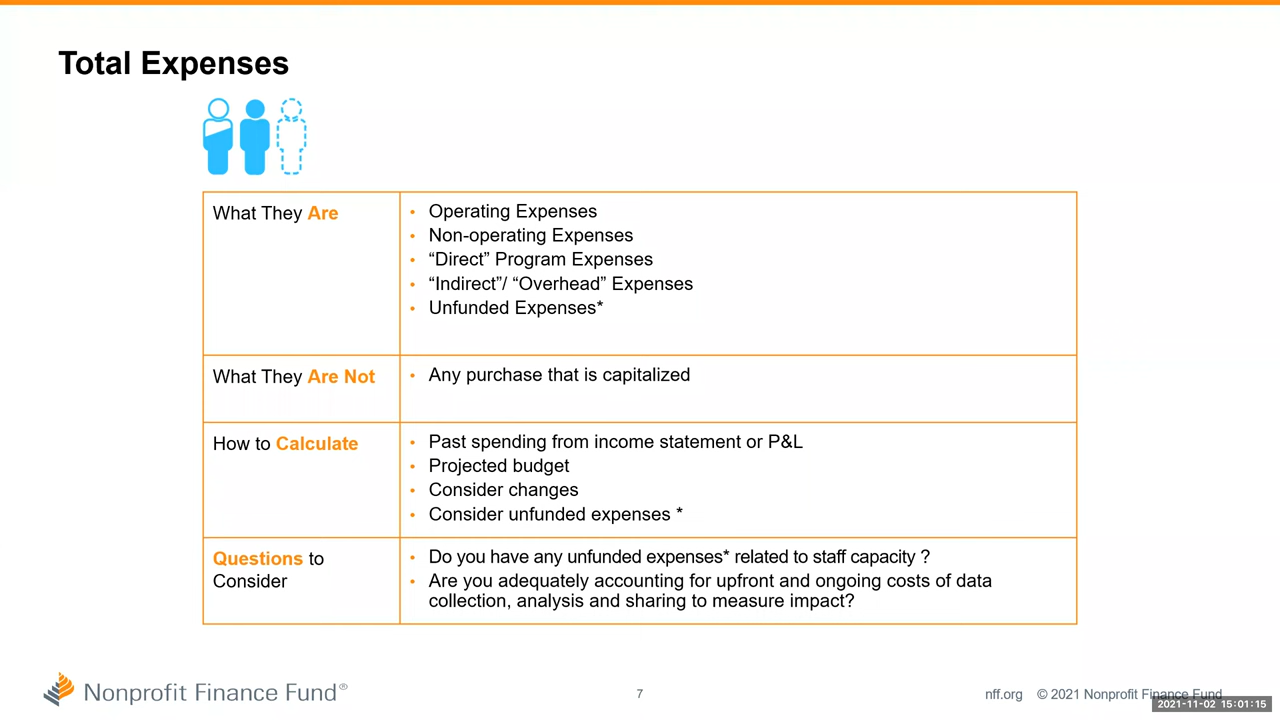 Total Expenses
What They Are
• Operating Expenses
• Non-operating Expenses
• “Direct” Program Expenses
• “Indirect”/ “Overhead” Expenses
• Unfunded Expenses*
What They Are Not
• Any purchase that is capitalized
How to Calculate
• Past spending from income statement or P&L
• Projected budget
• Consider changes
• Consider unfunded expenses *
Questions to
Consider
• Do you have any unfunded expenses* related to staff capacity ?
• Are you adequately accounting for upfront and ongoing costs of data
collection, analysis and sharing to measure impact?
Nonprofit Finance Fund®
7
nff.org © 2021 Nonprofit Finance Fund
2021-11-02 15:01:15